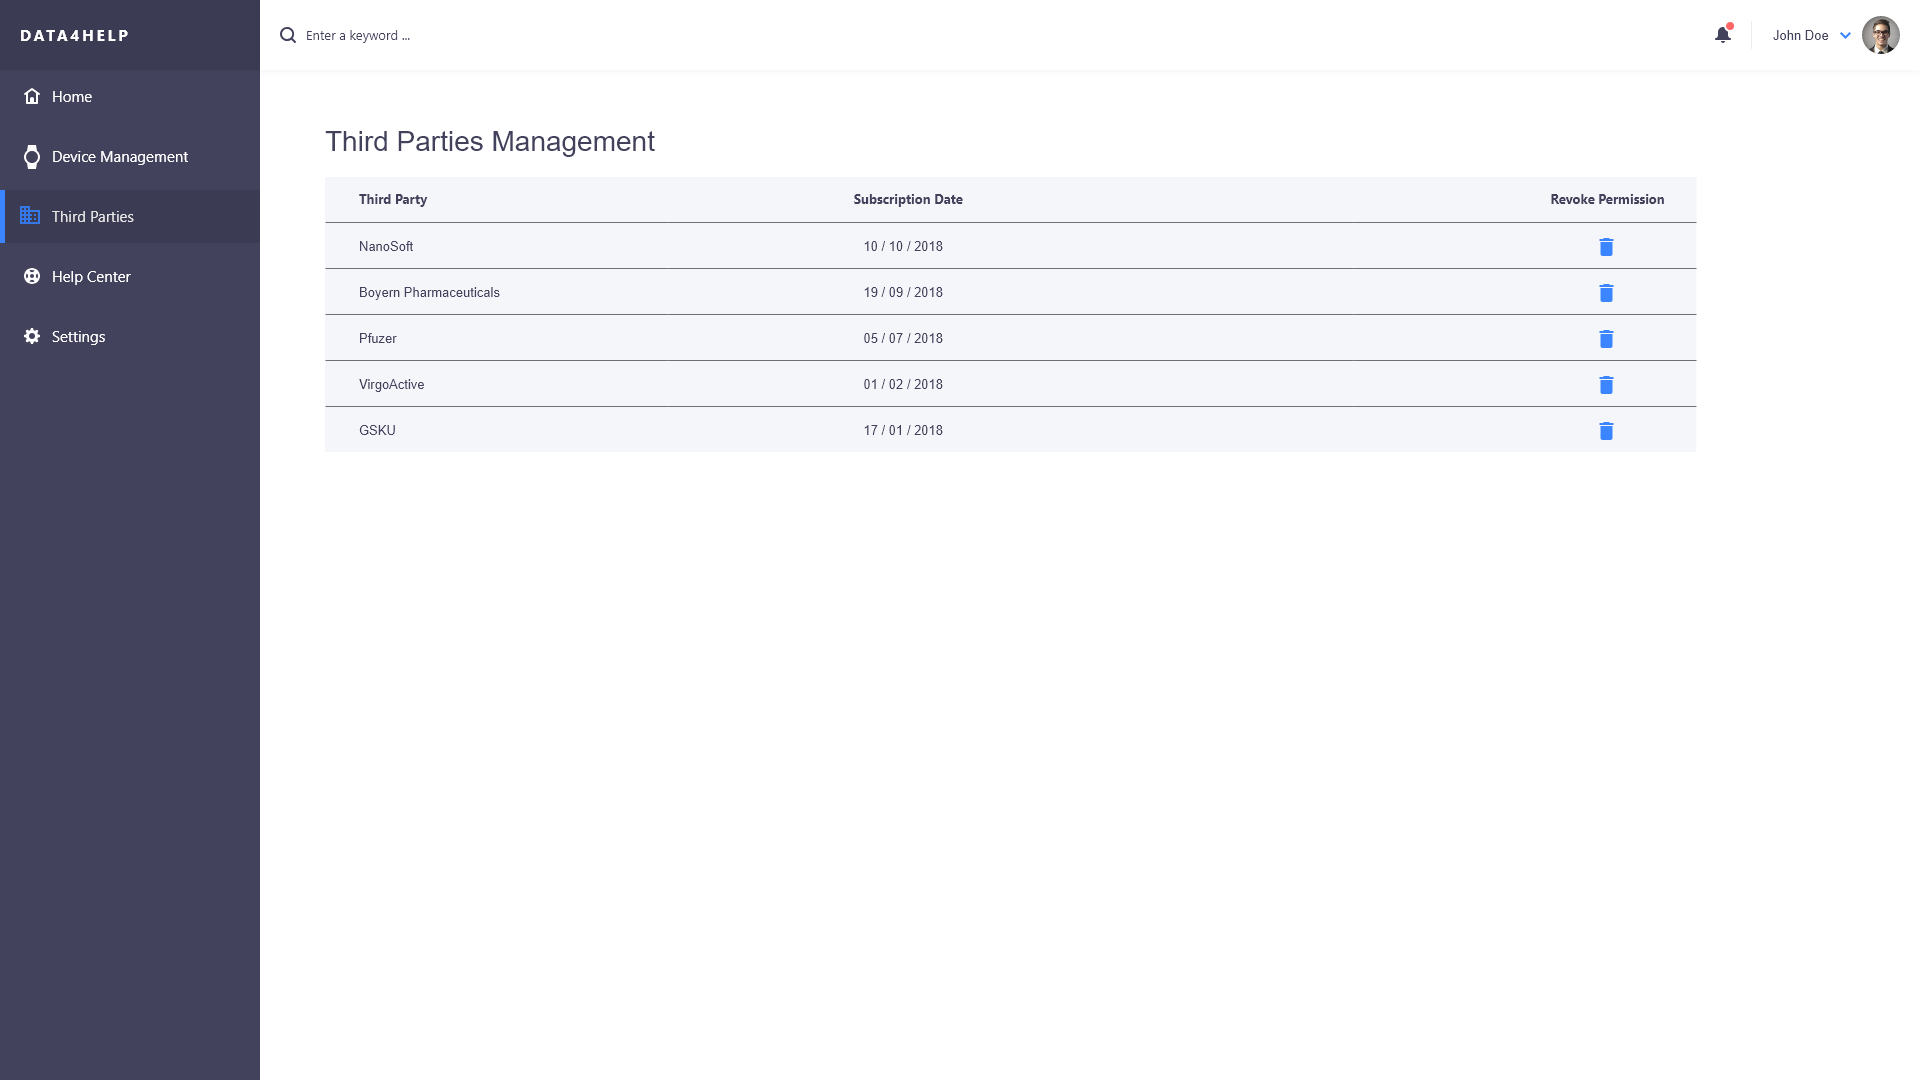 DATA4HELP
Enter a keyword ...
John Doe
Home
Device Management
Third Parties
Help Center
Settings
Third Parties Management
Third Party Subscription Date Revoke Permission
NanoSoft 10 / 10 / 2018
Boyern Pharmaceuticals 19 / 09 / 2018
Pfuzer 05 / 07 / 2018
VirgoActive 01 / 02 / 2018
GSKU 17 / 01 / 2018